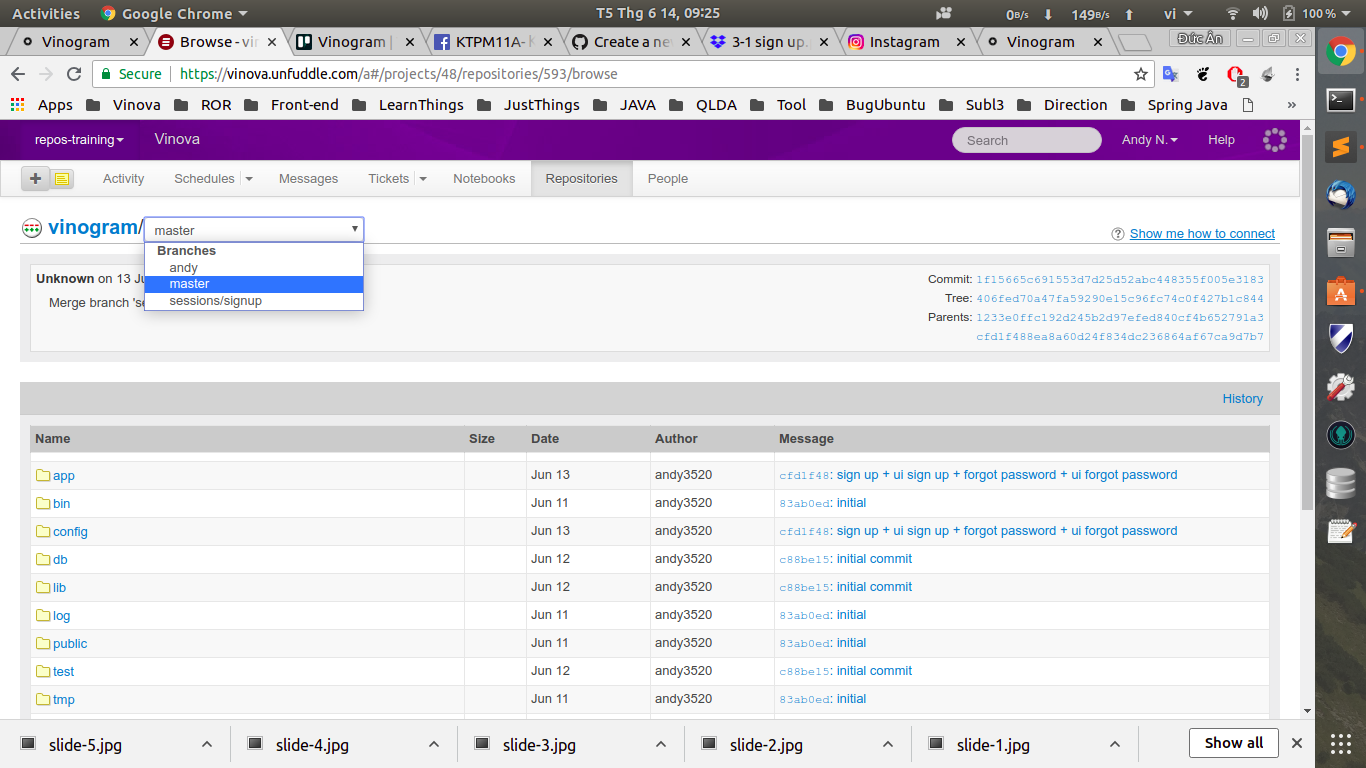 Activities Google Chrome T5 Thg 6 14, 09:25 0B/s 149B/s vi 100 %
Vinogram Browse - vin Vinogram | KTPM11A- K Create a new 3-1 sign up. Instagram Vinogram Đức Ân
Secure https://vinova.unfuddle.com/a#/projects/48/repositories/593/browse 2
Apps Vinova ROR Front-end LearnThings JustThings JAVA QLDA Tool BugUbuntu Subl3 Direction Spring Java »
repos-training Vinova Search Andy N. Help
+ Activity Schedules Messages Tickets Notebooks Repositories People
vinogram/ master ? Show me how to connect
Branches
andy
master
sessions/signup
Unknown on 13 Ju Commit: 1f15665c691553d7d25d52abc448355f005e3183
Merge branch 'se Tree: 406fed70a47fa59290e15c96fc74c0f427b1c844
Parents: 1233e0ffc192d245b2d97efed840cf4b652791a3
cfd1f488ea8a60d24f834dc236864af67ca9d7b7
History
Name Size Date Author Message
app Jun 13 andy3520 cfd1f48: sign up + ui sign up + forgot password + ui forgot password
bin Jun 11 andy3520 83ab0ed: initial
config Jun 13 andy3520 cfd1f48: sign up + ui sign up + forgot password + ui forgot password
db Jun 12 andy3520 c88be15: initial commit
lib Jun 12 andy3520 c88be15: initial commit
log Jun 11 andy3520 83ab0ed: initial
public Jun 11 andy3520 83ab0ed: initial
test Jun 12 andy3520 c88be15: initial commit
tmp Jun 11 andy3520 83ab0ed: initial
slide-5.jpg slide-4.jpg slide-3.jpg slide-2.jpg slide-1.jpg Show all